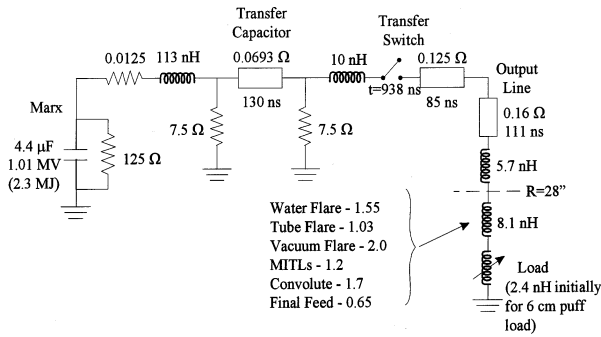 Transfer
Capacitor
Transfer
Switch
0.0125
113 nH
0.0693 Ω
10 nH
0.125 Ω
t=938 ns
Output
Line
130 ns
85 ns
Marx
7.5 Ω
7.5 Ω
0.16 Ω
111 ns
4.4 μF
1.01 MV
(2.3 MJ)
125 Ω
5.7 nH
R=28”
Water Flare - 1.55
Tube Flare - 1.03
Vacuum Flare - 2.0
MITLs - 1.2
Convolute - 1.7
Final Feed - 0.65
8.1 nH
Load
(2.4 nH initially
for 6 cm puff
load)